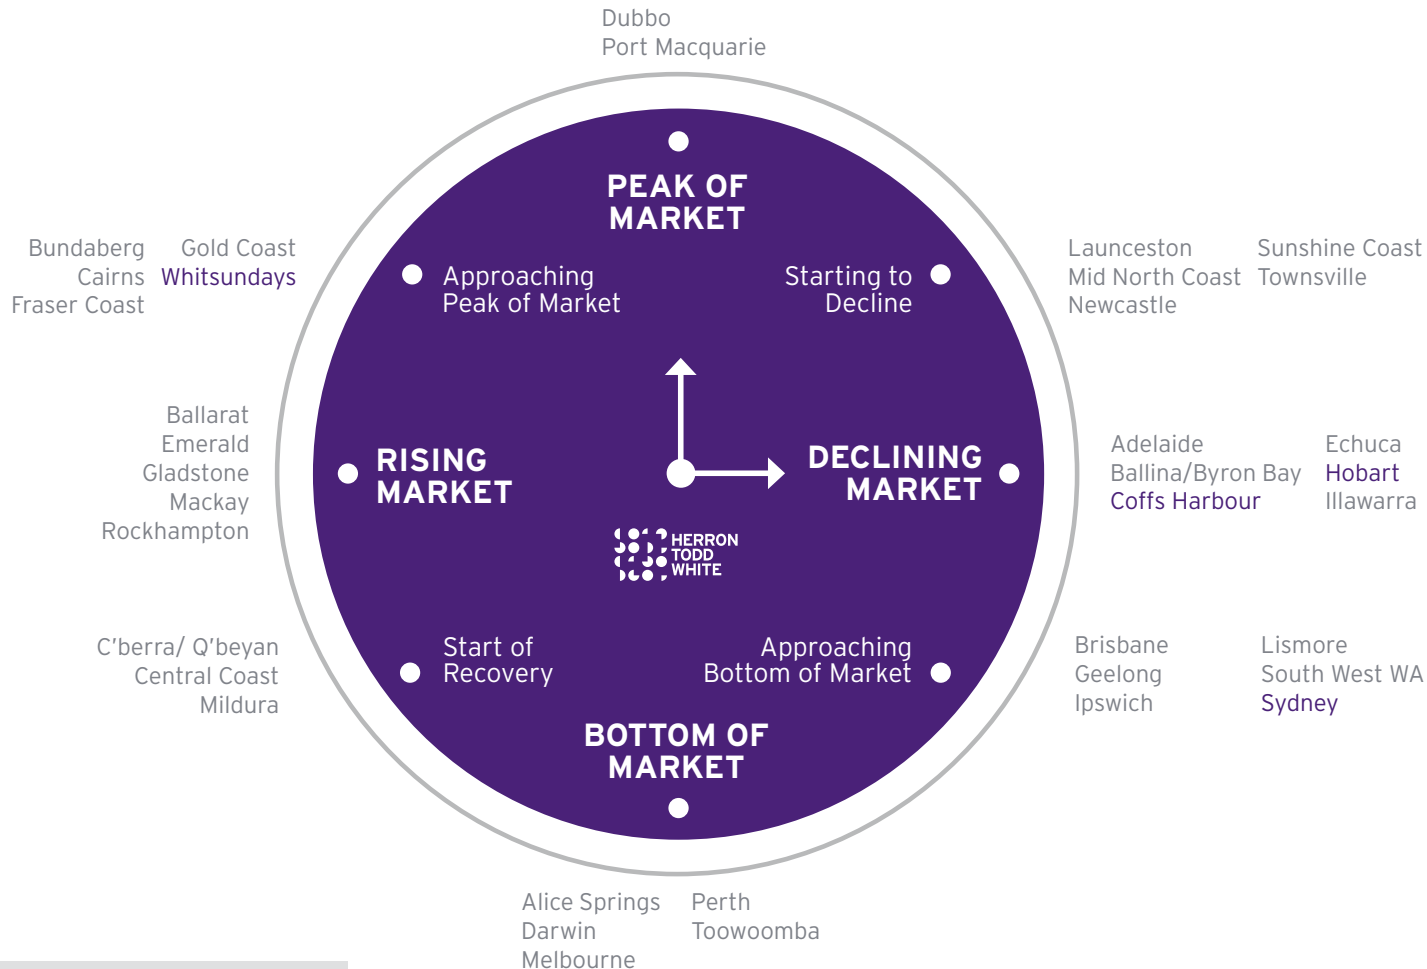 Dubbo
Port Macquarie
PEAK OF
MARKET
Bundaberg
Cairns
Fraser Coast
Gold Coast
Whitsundays
Approaching
Peak of Market
Starting to
Decline
Launceston
Mid North Coast
Newcastle
Sunshine Coast
Townsville
Ballarat
Emerald
Gladstone
Mackay
Rockhampton
RISING
MARKET
DECLINING
MARKET
Adelaide
Ballina/Byron Bay
Coffs Harbour
Echuca
Hobart
Illawarra
HERRON
TODD
WHITE
C'berra/ Q'beyan
Central Coast
Mildura
Start of
Recovery
Approaching
Bottom of Market
Brisbane
Geelong
Ipswich
Lismore
South West WA
Sydney
BOTTOM OF
MARKET
Alice Springs
Darwin
Melbourne
Perth
Toowoomba